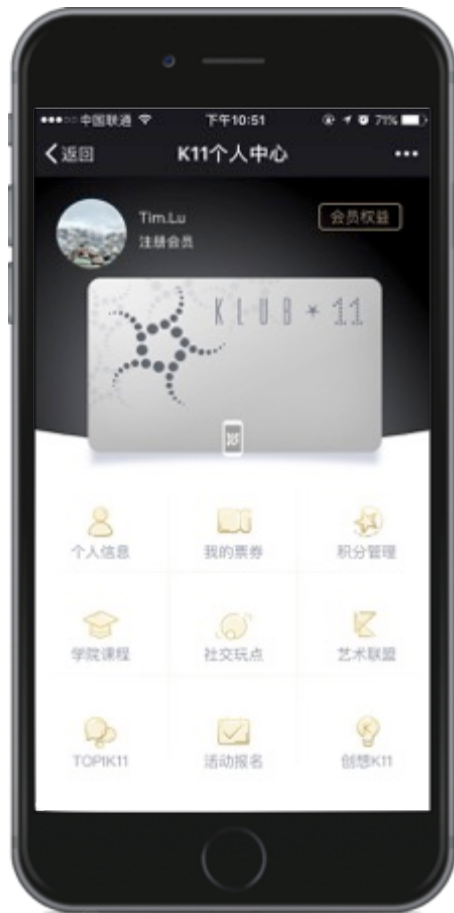 中国联通 下午10:51 71%
返回 K11个人中心
Tim.Lu 会员权益
注册会员
KLUB * 11
个人信息 我的票券 积分管理
学院课程 社交玩点 艺术联盟
TOPIK11 活动报名 创想K11